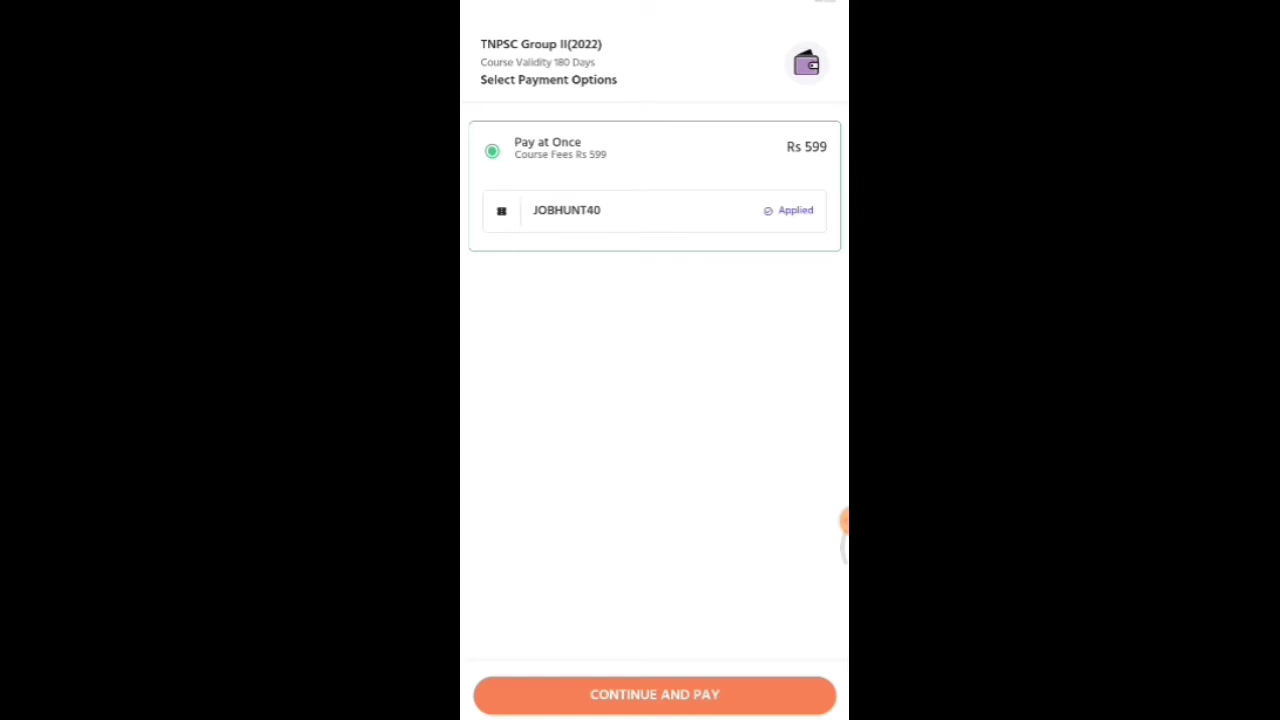 TNPSC Group II(2022)
Course Validity 180 Days
Select Payment Options
Pay at Once
Rs 599
Course Fees Rs 599
JOBHUNT40
Applied
CONTINUE AND PAY